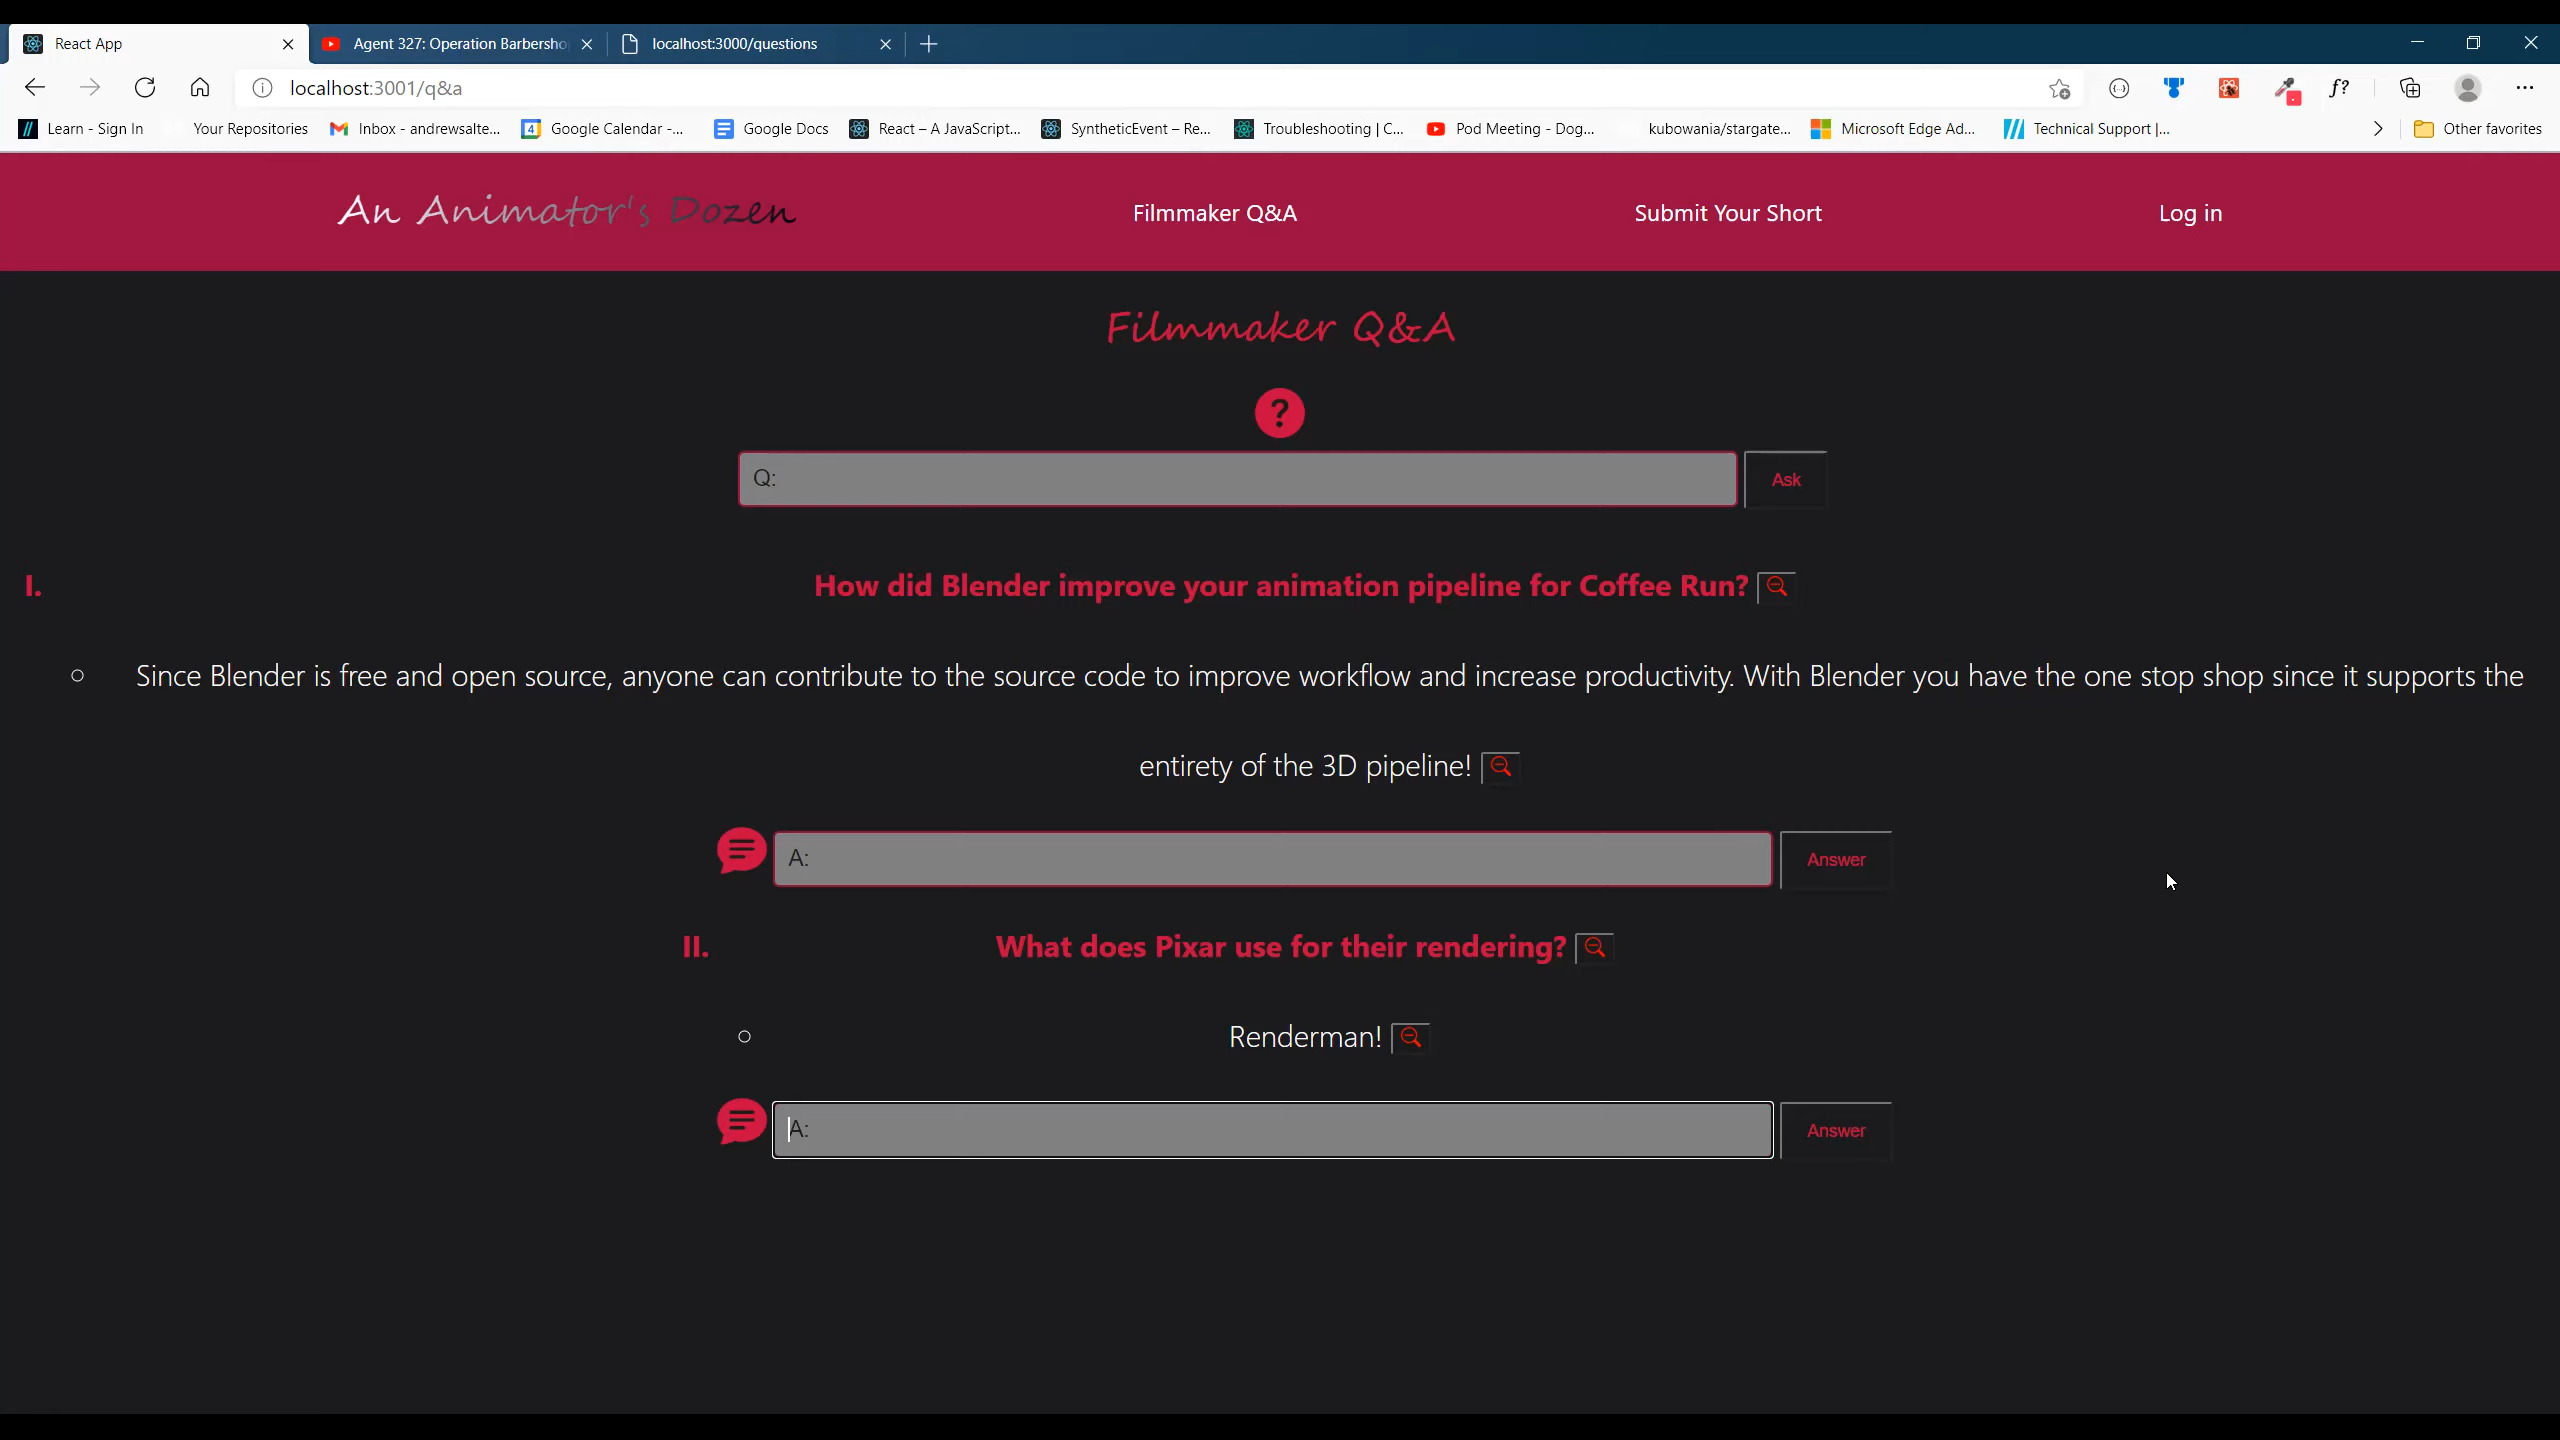 React App
Agent 327: Operation Barbersho
localhost:3000/questions
localhost:3001/q&a
f?
Learn - Sign In
Your Repositories
Inbox - andrewsalte...
4
Google Calendar -...
Google Docs
React – A JavaScript...
SyntheticEvent – Re...
Troubleshooting | C...
Pod Meeting - Dog...
kubowania/stargate...
Microsoft Edge Ad...
Technical Support |...
Other favorites
An Animator's Dozen
Filmmaker Q&A
Submit Your Short
Log in
Filmmaker Q&A
?
Q:
Ask
I. How did Blender improve your animation pipeline for Coffee Run?
Since Blender is free and open source, anyone can contribute to the source code to improve workflow and increase productivity. With Blender you have the one stop shop since it supports the
entirety of the 3D pipeline!
A:
Answer
II. What does Pixar use for their rendering?
Renderman!
A:
Answer